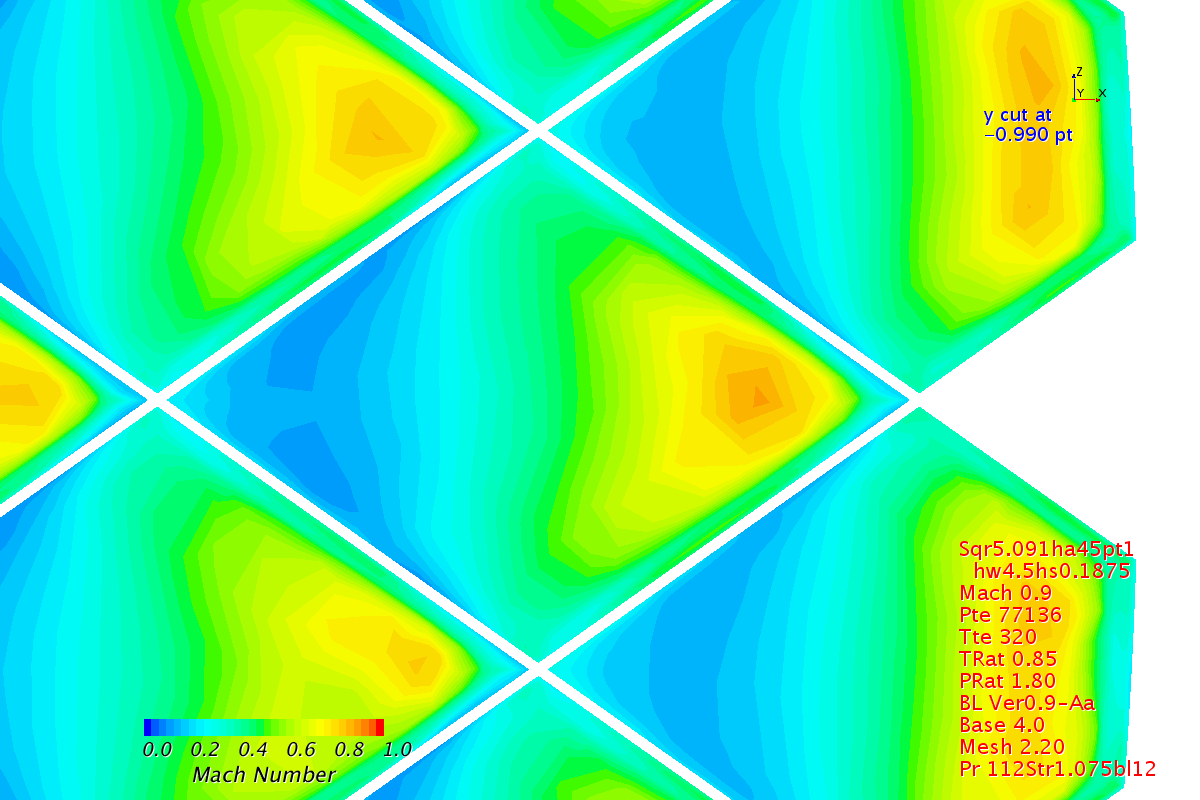 Z
Y X
y cut at
−0.990 pt
Sqr5.091ha45pt1
hw4.5hs0.1875
Mach 0.9
Pte 77136
Tte 320
TRat 0.85
PRat 1.80
BL Ver0.9−Aa
Base 4.0
Mesh 2.20
Pr 112Str1.075bl12
0.0 0.2 0.4 0.6 0.8 1.0
Mach Number